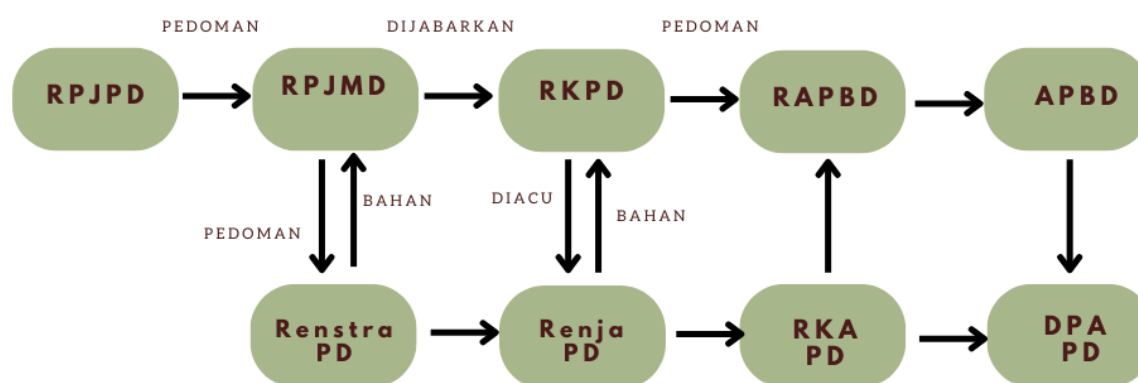 PEDOMAN
DIJABARKAN
PEDOMAN
RPJPD
RPJMD
RKPD
RAPBD
APBD
PEDOMAN
BAHAN
DIACU
BAHAN
Renstra
PD
Renja
PD
RKA
PD
DPA
PD